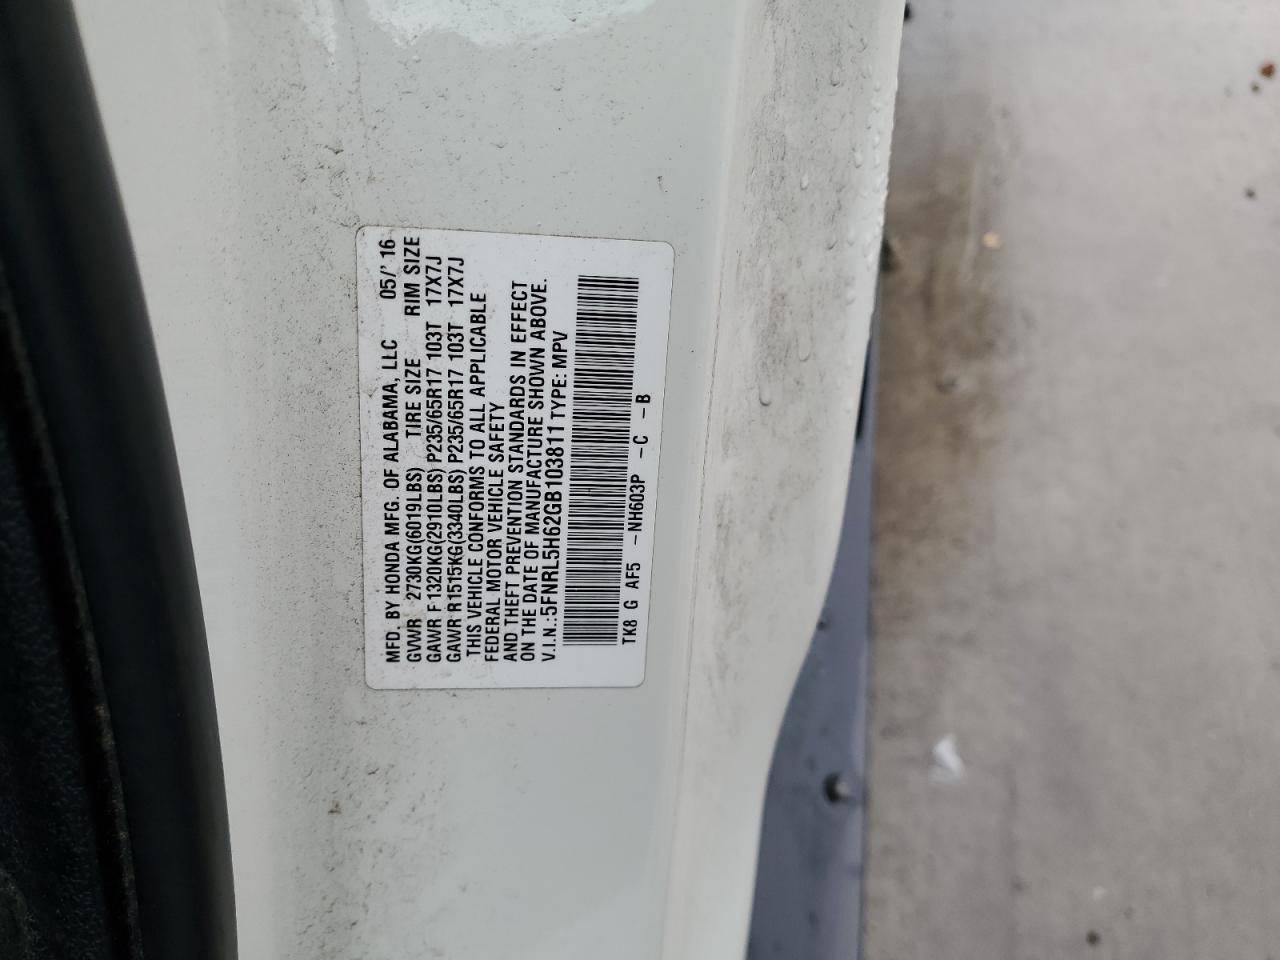 MFD. BY HONDA MFG. OF ALABAMA, LLC 05/' 16
GVWR 2730KG(6019LBS) TIRE SIZE RIM SIZE
GAWR F1320KG(2910LBS) P235/65R17 103T 17X7J
GAWR R1515KG(3340LBS) P235/65R17 103T 17X7J
THIS VEHICLE CONFORMS TO ALL APPLICABLE
FEDERAL MOTOR VEHICLE SAFETY
AND THEFT PREVENTION STANDARDS IN EFFECT
ON THE DATE OF MANUFACTURE SHOWN ABOVE.
V.I.N.:5FNRL5H62GB103811 TYPE: MPV
TK8 G AF5 -NH603P -C -B